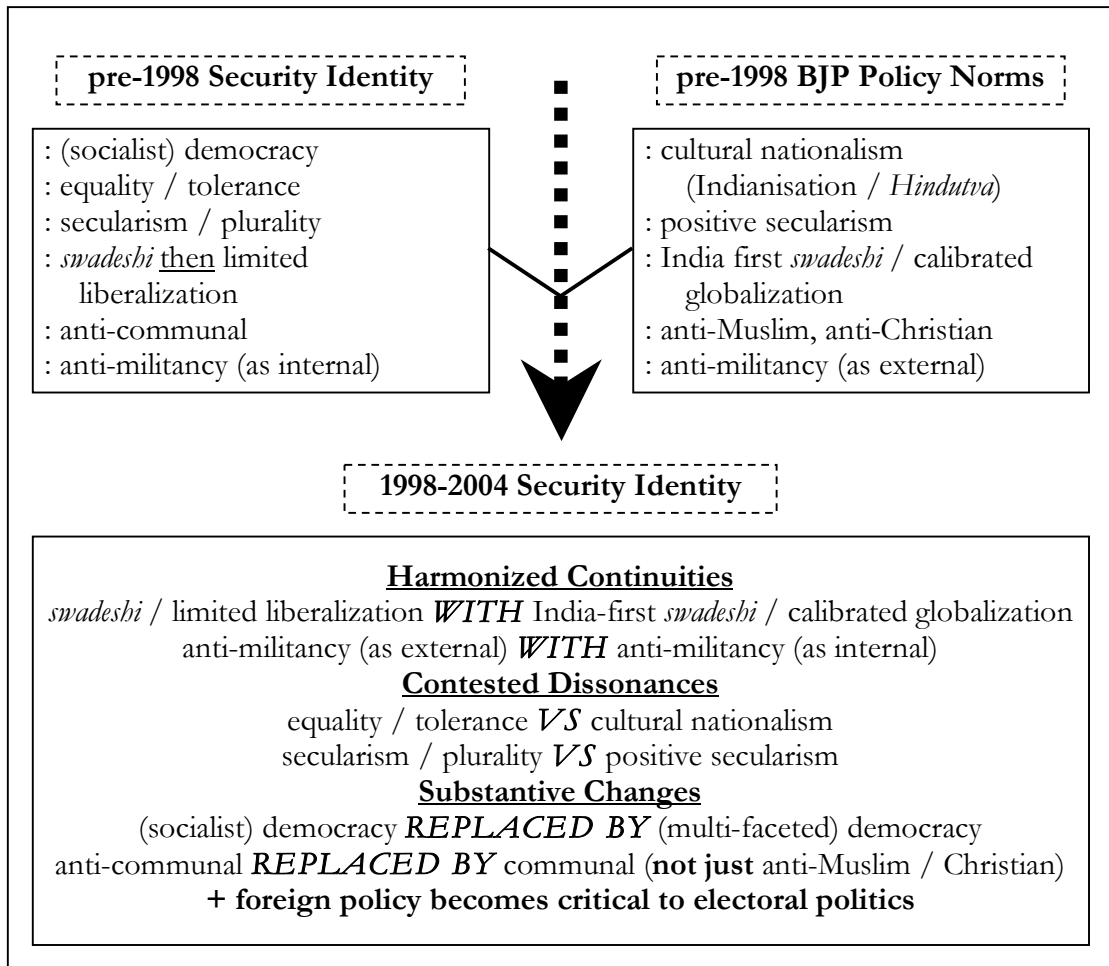 pre-1998 Security Identity
: (socialist) democracy
: equality / tolerance
: secularism / plurality
: swadeshi then limited
liberalization
: anti-communal
: anti-militancy (as internal)
pre-1998 BJP Policy Norms
: cultural nationalism
(Indianisation / Hindutva)
: positive secularism
: India first swadeshi / calibrated
globalization
: anti-Muslim, anti-Christian
: anti-militancy (as external)
1998-2004 Security Identity
Harmonized Continuities
swadeshi / limited liberalization WITH India-first swadeshi / calibrated globalization
anti-militancy (as external) WITH anti-militancy (as internal)
Contested Dissonances
equality / tolerance VS cultural nationalism
secularism / plurality VS positive secularism
Substantive Changes
(socialist) democracy REPLACED BY (multi-faceted) democracy
anti-communal REPLACED BY communal (not just anti-Muslim / Christian)
+ foreign policy becomes critical to electoral politics